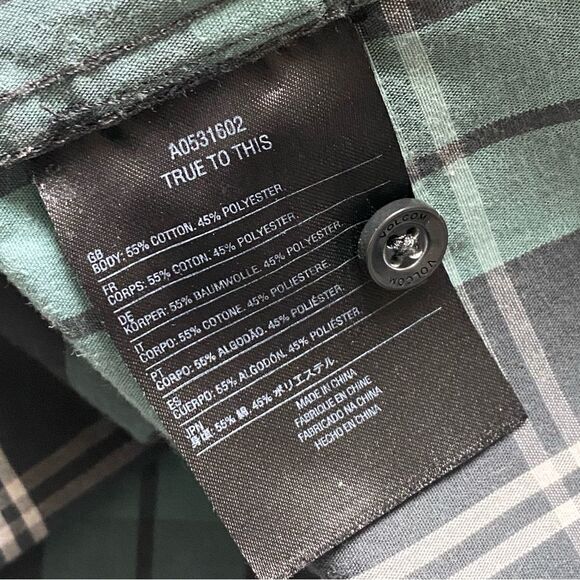 A0531602
TRUE TO THIS
GB
BODY: 55% COTTON. 45% POLYESTER.
FR
CORPS: 55% COTON. 45% POLYESTER.
DE
KÖRPER: 55% BAUMWOLLE. 45% POLYESTER.
IT
CORPO: 55% COTONE. 45% POLIESTERE.
PT
CORPO: 55% ALGODÃO. 45% POLIÉSTER.
ES
CUERPO: 55% ALGODÓN. 45% POLIÉSTER.
JPN
身頃: 55% 綿. 45% ポリエステル
MADE IN CHINA
FABRIQUE EN CHINE
FABRICADO NA CHINA
HECHO EN CHINA
VOLCOM
VOLCOM